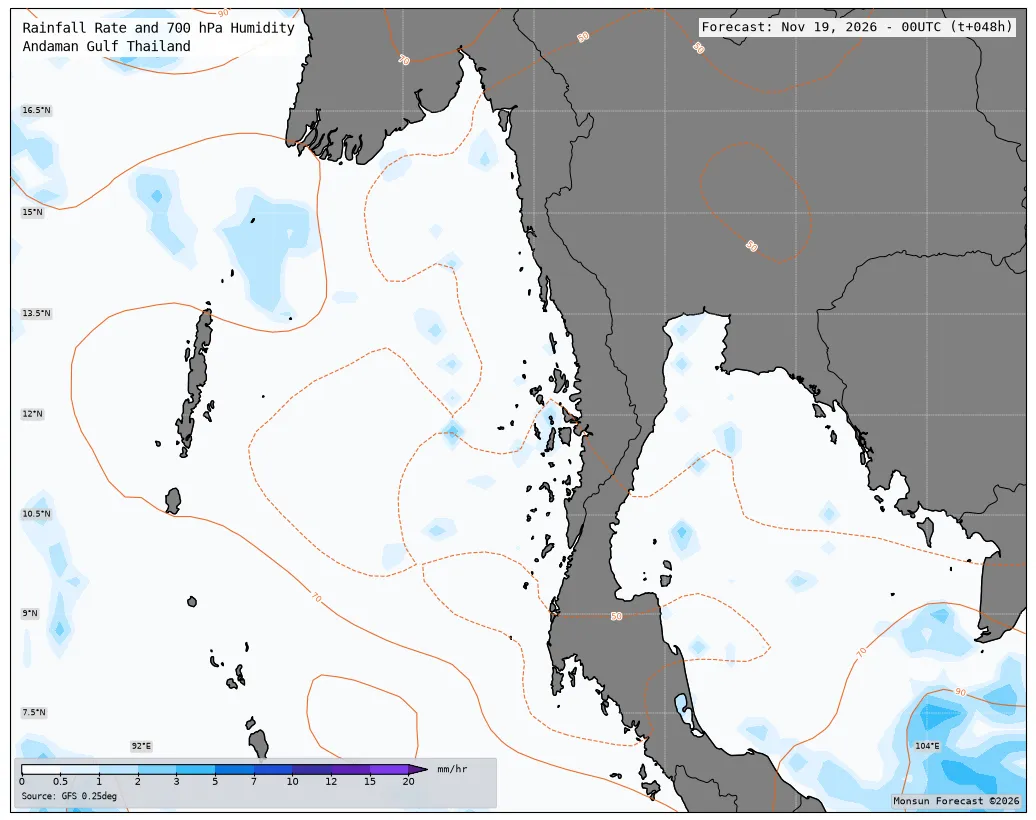 90
Rainfall Rate and 700 hPa Humidity
Andaman Gulf Thailand
Forecast: Nov 19, 2026 - 00UTC (t+048h)
50
50
70
16.5°N
15°N
50
13.5°N
12°N
10.5°N
9°N
70
50
70
90
7.5°N
92°E
104°E
0 0.5 1 2 3 5 7 10 12 15 20 mm/hr
Source: GFS 0.25deg
Monsun Forecast ©2026